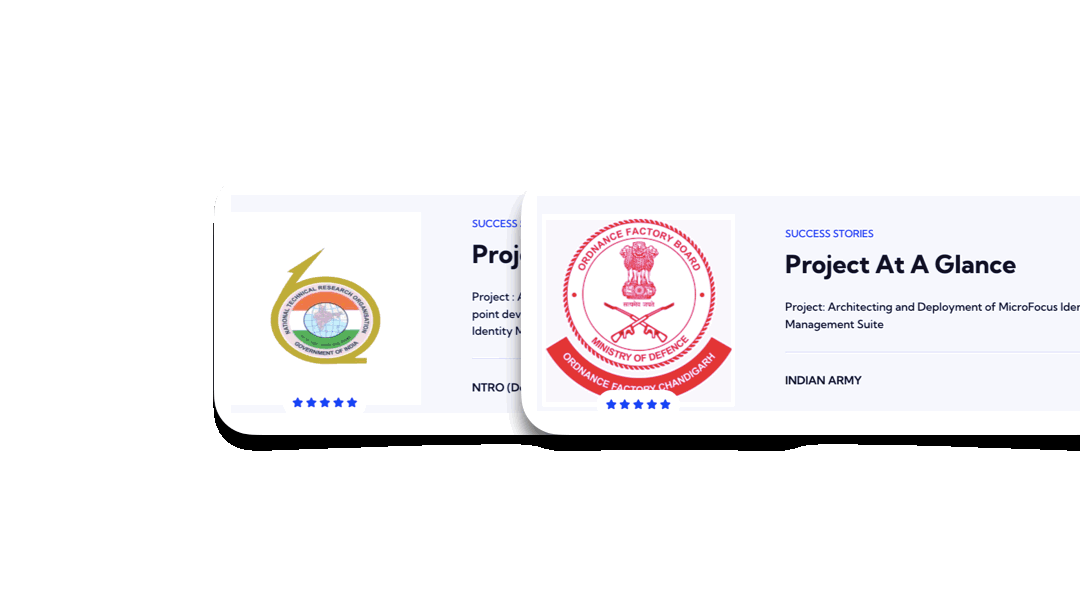 NATIONAL TECHNICAL RESEARCH ORGANISATION
GOVERNMENT OF INDIA
SUCCESS
Proj
Project : A
point dev
Identity M
NTRO (De
ORDNANCE FACTORY BOARD
सत्यमेव जयते
MINISTRY OF DEFENCE
ORDNANCE FACTORY CHANDIGARH
SUCCESS STORIES
Project At A Glance
Project: Architecting and Deployment of MicroFocus Iden
Management Suite
INDIAN ARMY